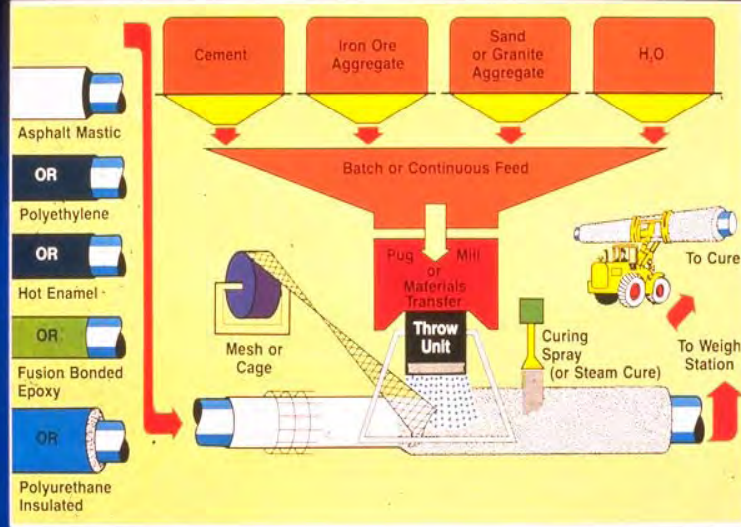 Cement
Iron Ore
Aggregate
Sand
or Granite
Aggregate
H₂O
Asphalt Mastic
OR
Polyethylene
OR
Hot Enamel
OR
Fusion Bonded
Epoxy
OR
Polyurethane
Insulated
Batch or Continuous Feed
Pug Mill
or
Materials
Transfer
Throw
Unit
Mesh or
Cage
Curing
Spray
(or Steam Cure)
To Cure
To Weigh
Station